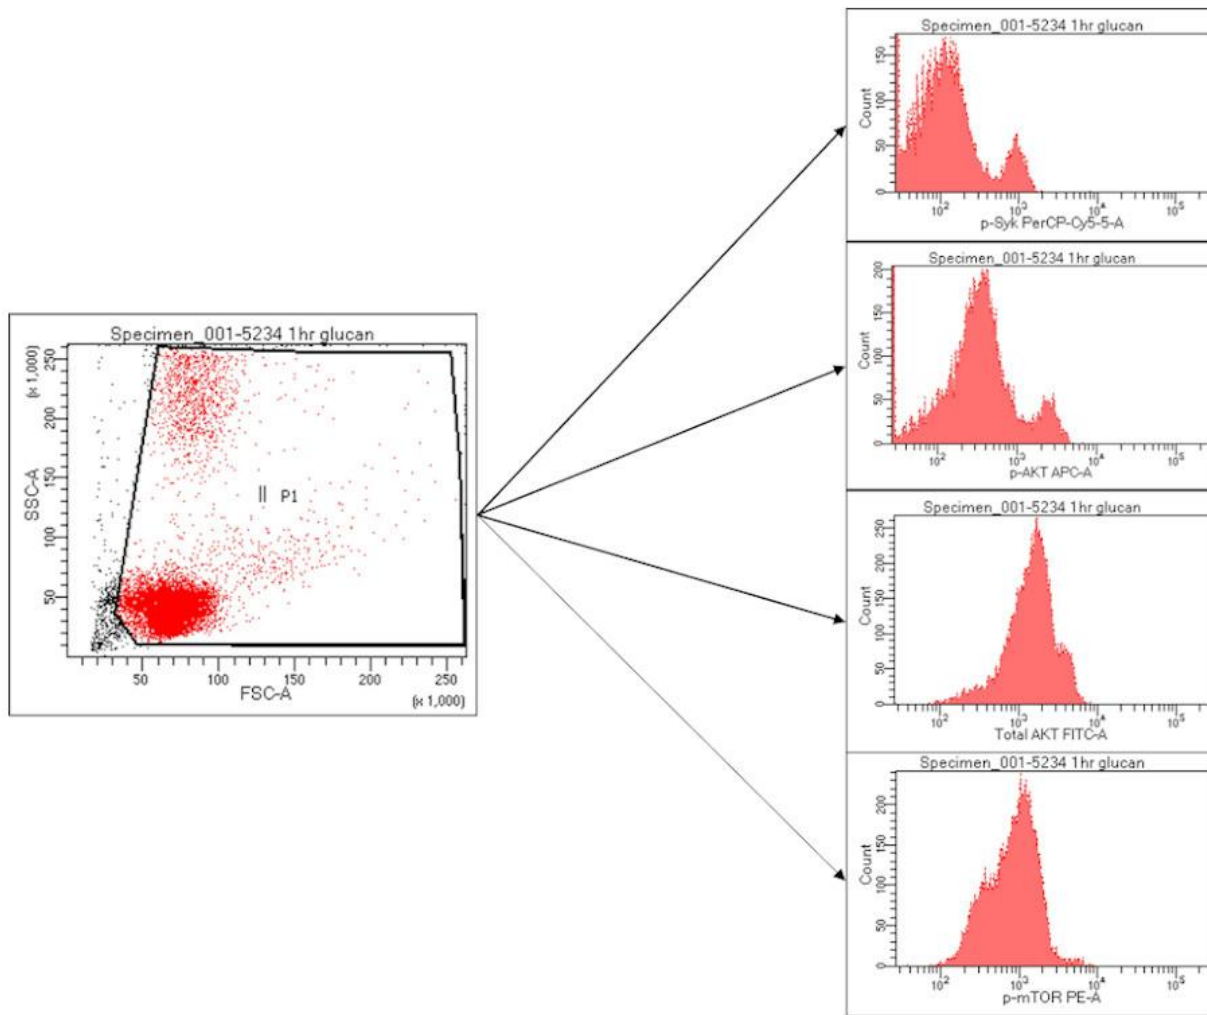 Specimen_001-5234 1hr glucan
(x 1,000)
250
200
150
100
50
SSC-A
P1
50 100 150 200 250
FSC-A
(x 1,000)
Specimen_001-5234 1hr glucan
150
100
50
0
Count
10² 10³ 10⁴ 10⁵
p-Syk PerCP-Cy5-5-A
Specimen_001-5234 1hr glucan
200
150
100
50
0
Count
10² 10³ 10⁴ 10⁵
p-AKT APC-A
Specimen_001-5234 1hr glucan
250
200
150
100
50
0
Count
10² 10³ 10⁴ 10⁵
Total AKT FITC-A
Specimen_001-5234 1hr glucan
200
150
100
50
0
Count
10² 10³ 10⁴ 10⁵
p-mTOR PE-A